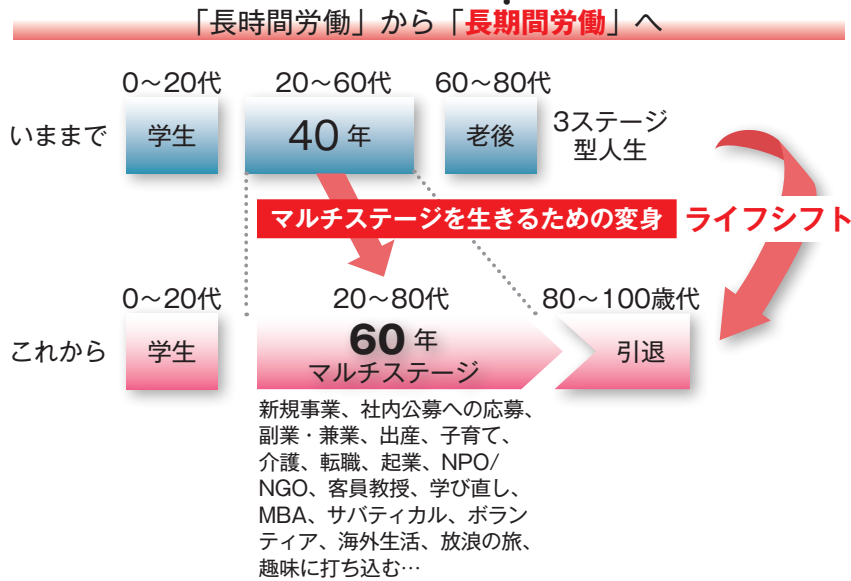 「長時間労働」から「長期間労働」へ
0〜20代
20〜60代
60〜80代
いままで
学生
40年
老後
3ステージ
型人生
マルチステージを生きるための変身
ライフシフト
0〜20代
20〜80代
80〜100歳代
これから
学生
60年
マルチステージ
引退
新規事業、社内公募への応募、
副業・兼業、出産、子育て、
介護、転職、起業、NPO/
NGO、客員教授、学び直し、
MBA、サバティカル、ボラン
ティア、海外生活、放浪の旅、
趣味に打ち込む…